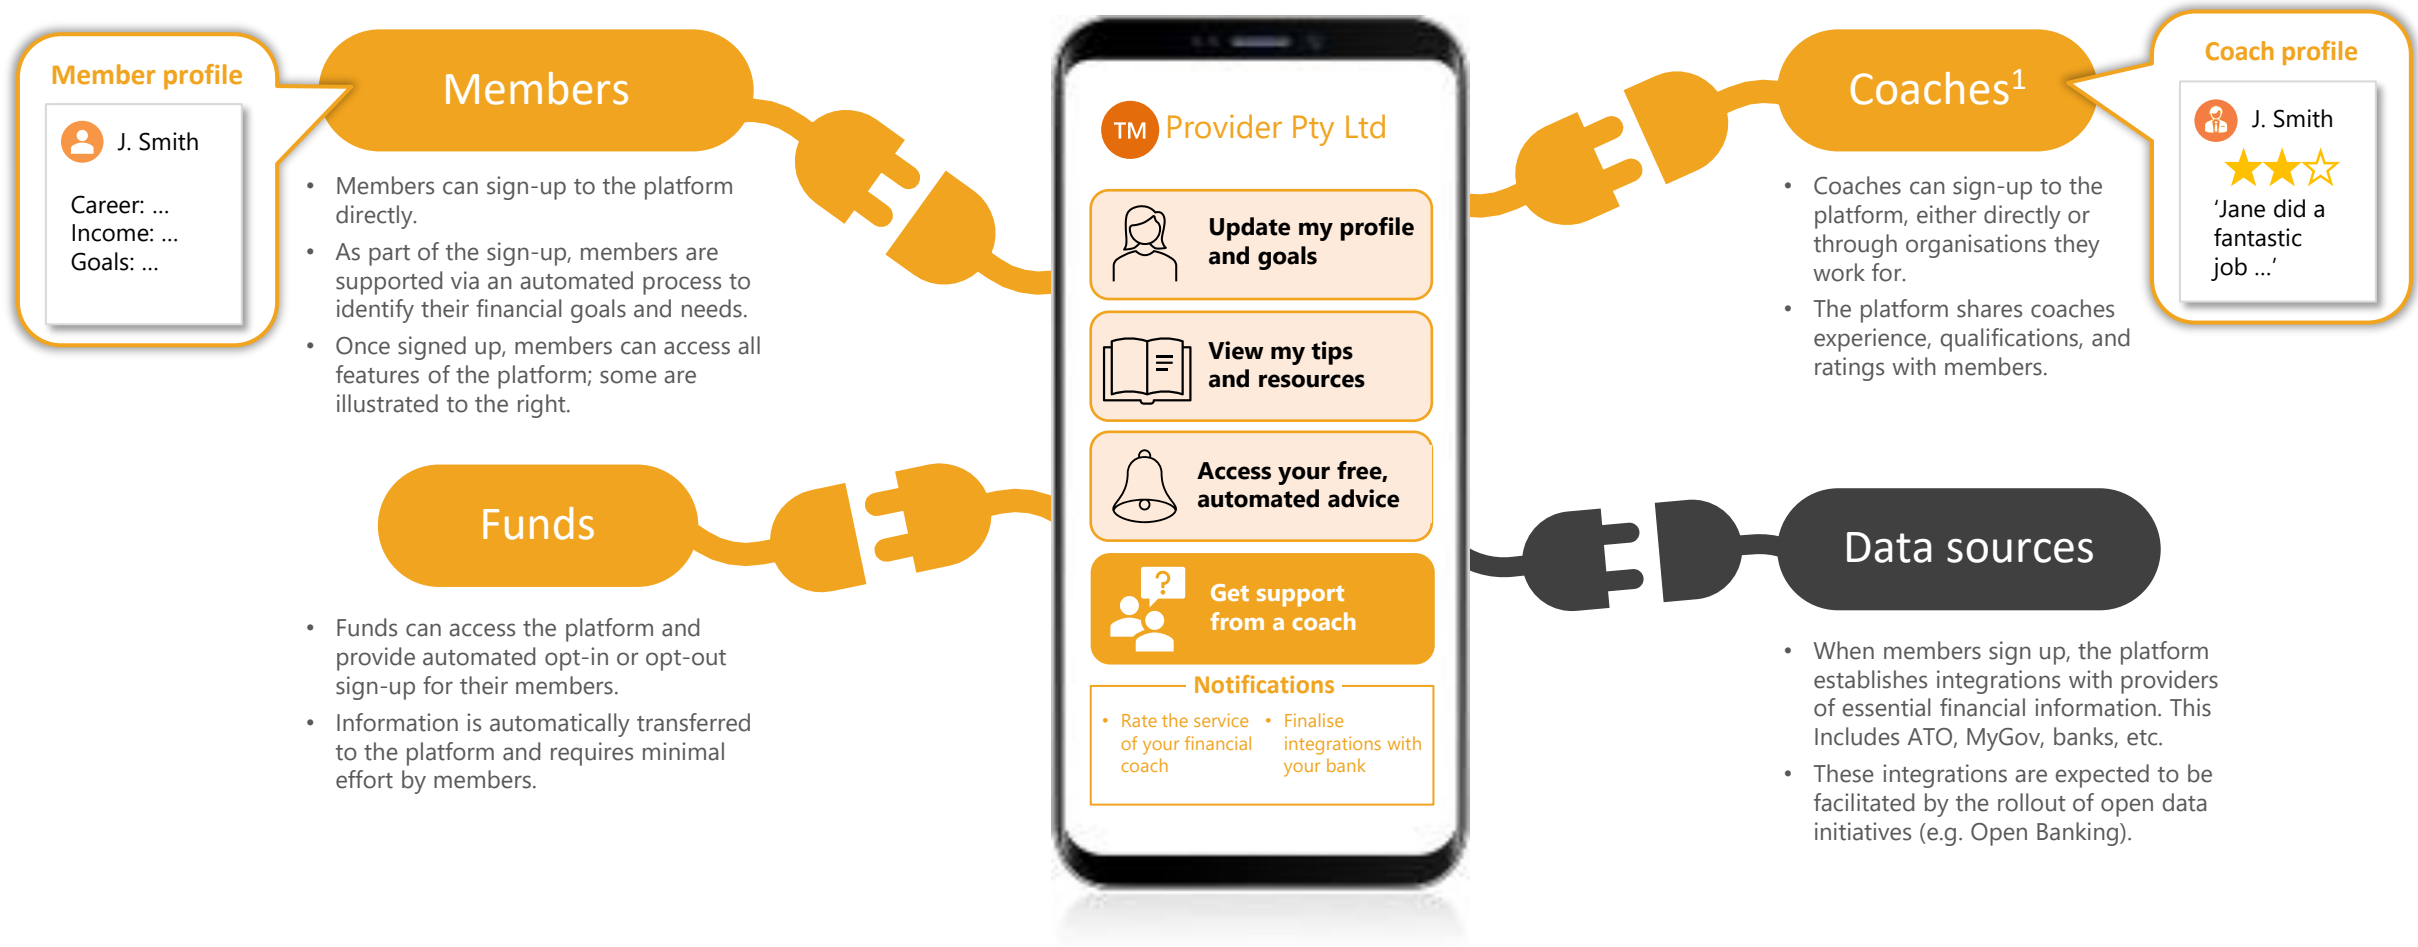 Member profile
J. Smith
Career: ...
Income: ...
Goals: ...
Members
• Members can sign-up to the platform
directly.
• As part of the sign-up, members are
supported via an automated process to
identify their financial goals and needs.
• Once signed up, members can access all
features of the platform; some are
illustrated to the right.
Funds
• Funds can access the platform and
provide automated opt-in or opt-out
sign-up for their members.
• Information is automatically transferred
to the platform and requires minimal
effort by members.
TM Provider Pty Ltd
Update my profile
and goals
View my tips
and resources
Access your free,
automated advice
?
Get support
from a coach
Notifications
• Rate the service
of your financial
coach
• Finalise
integrations with
your bank
Coaches¹
• Coaches can sign-up to the
platform, either directly or
through organisations they
work for.
• The platform shares coaches
experience, qualifications, and
ratings with members.
Coach profile
J. Smith
‘Jane did a
fantastic
job ...’
Data sources
• When members sign up, the platform
establishes integrations with providers
of essential financial information. This
Includes ATO, MyGov, banks, etc.
• These integrations are expected to be
facilitated by the rollout of open data
initiatives (e.g. Open Banking).